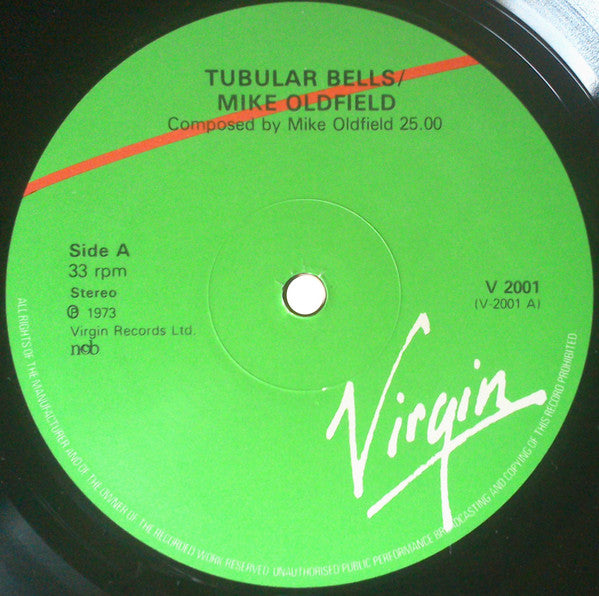 TUBULAR BELLS/
MIKE OLDFIELD
Composed by Mike Oldfield 25.00
Side A
33 rpm
Stereo
℗ 1973
Virgin Records Ltd.
ncb
V 2001
(V 2001 A)
Virgin
ALL RIGHTS OF THE MANUFACTURER AND OF THE OWNER OF THE RECORDED WORK RESERVED UNAUTHORISED PUBLIC PERFORMANCE BROADCASTING AND COPYING OF THIS RECORD PROHIBITED